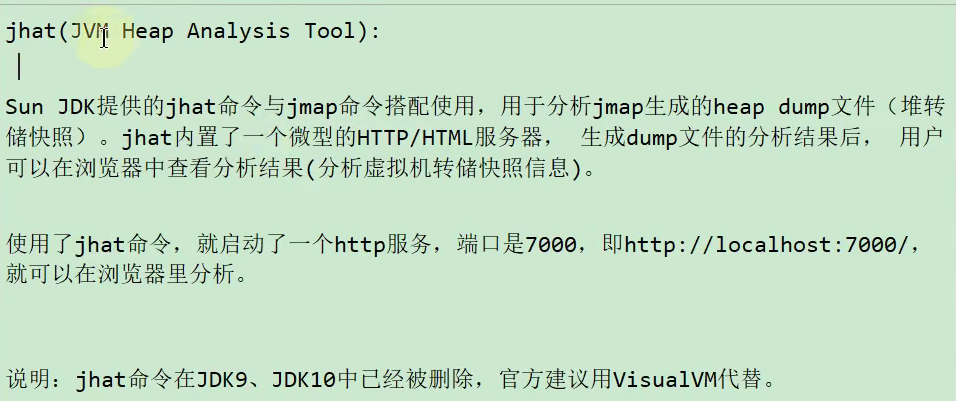 jhat(JVM Heap Analysis Tool):
Sun JDK提供的jhat命令与jmap命令搭配使用，用于分析jmap生成的heap dump文件（堆转
储快照）。jhat内置了一个微型的HTTP/HTML服务器， 生成dump文件的分析结果后， 用户
可以在浏览器中查看分析结果(分析虚拟机转储快照信息)。
使用了jhat命令，就启动了一个http服务，端口是7000，即http://localhost:7000/，
就可以在浏览器里分析。
说明：jhat命令在JDK9、JDK10中已经被删除，官方建议用VisualVM代替。